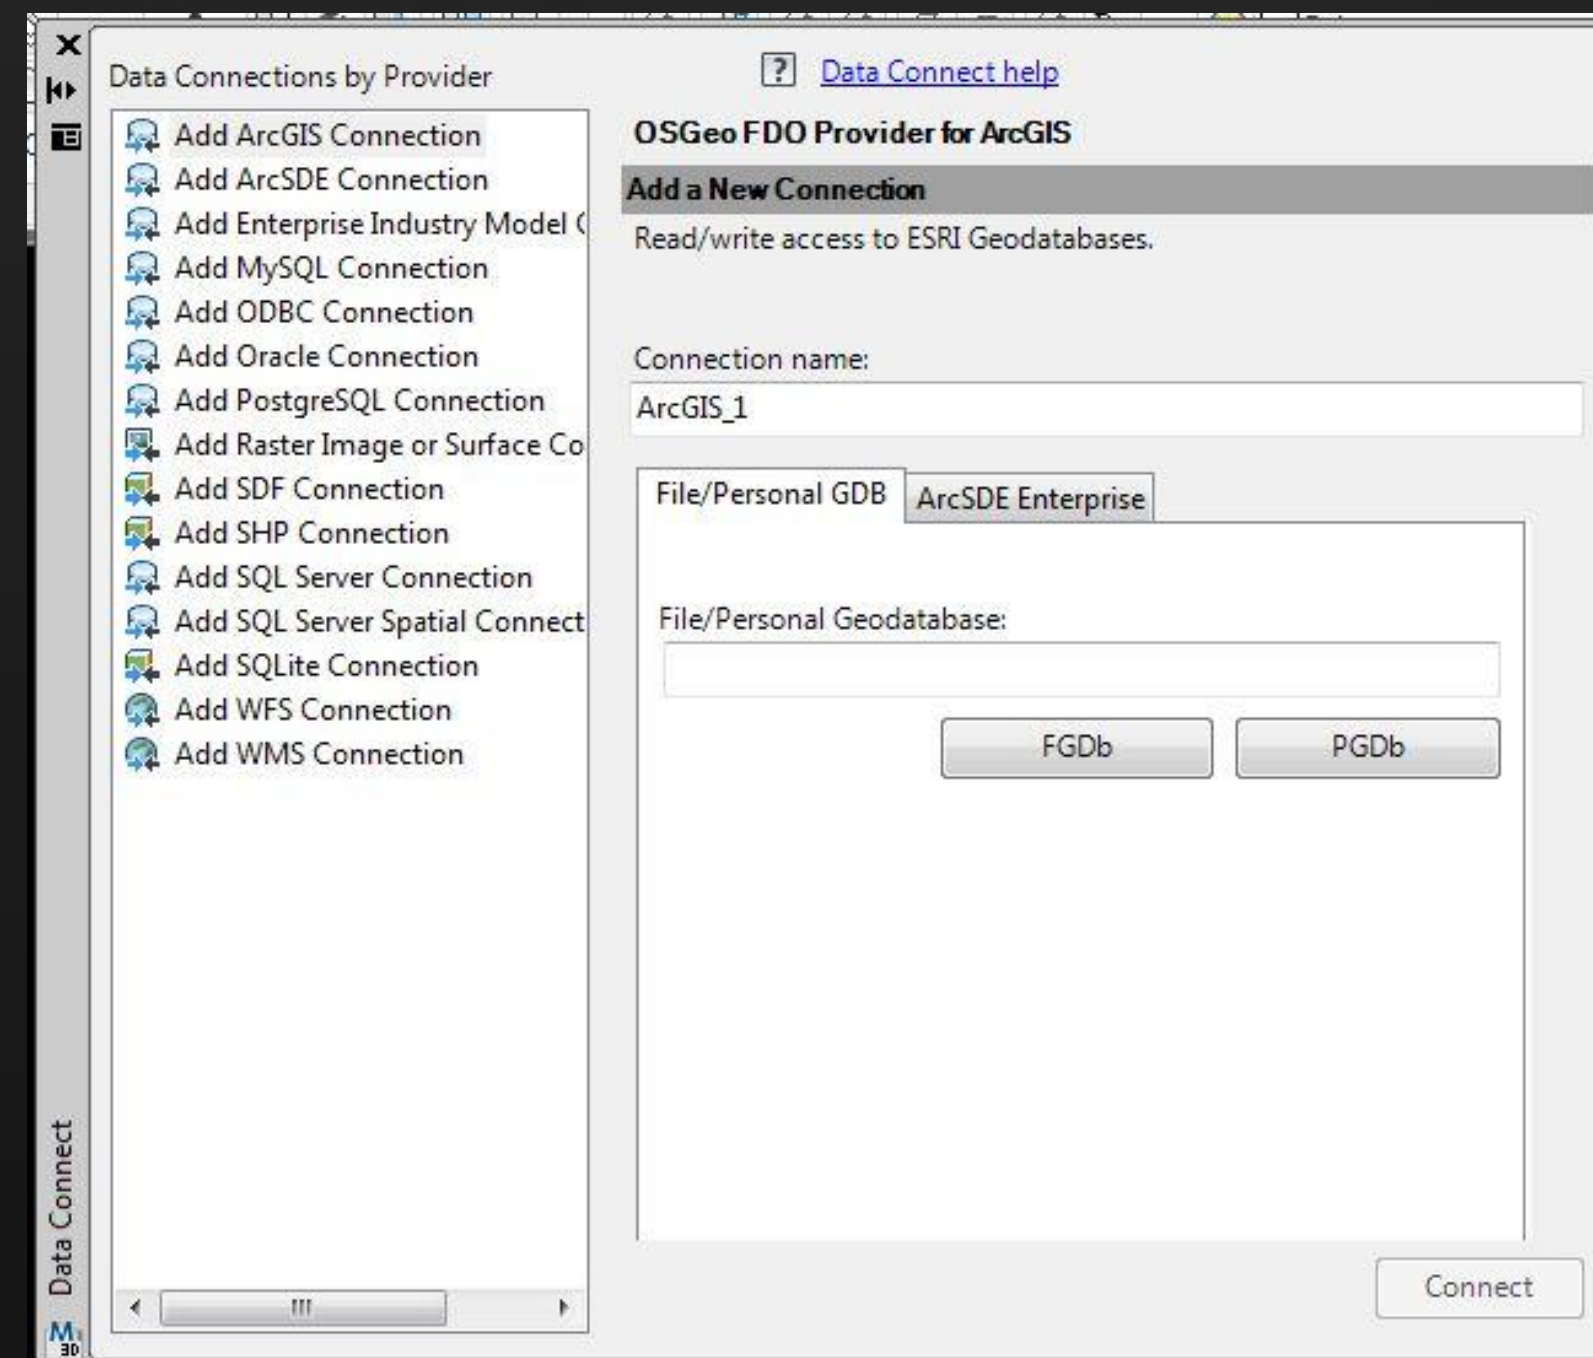 Data Connections by Provider
Add ArcGIS Connection
Add ArcSDE Connection
Add Enterprise Industry Model C
Add MySQL Connection
Add ODBC Connection
Add Oracle Connection
Add PostgreSQL Connection
Add Raster Image or Surface Co
Add SDF Connection
Add SHP Connection
Add SQL Server Connection
Add SQL Server Spatial Connect
Add SQLite Connection
Add WFS Connection
Add WMS Connection
? Data Connect help
OSGeo FDO Provider for ArcGIS
Add a New Connection
Read/write access to ESRI Geodatabases.
Connection name:
ArcGIS_1
File/Personal GDB
ArcSDE Enterprise
File/Personal Geodatabase:
FGDb
PGDb
Connect
Data Connect
M
3D